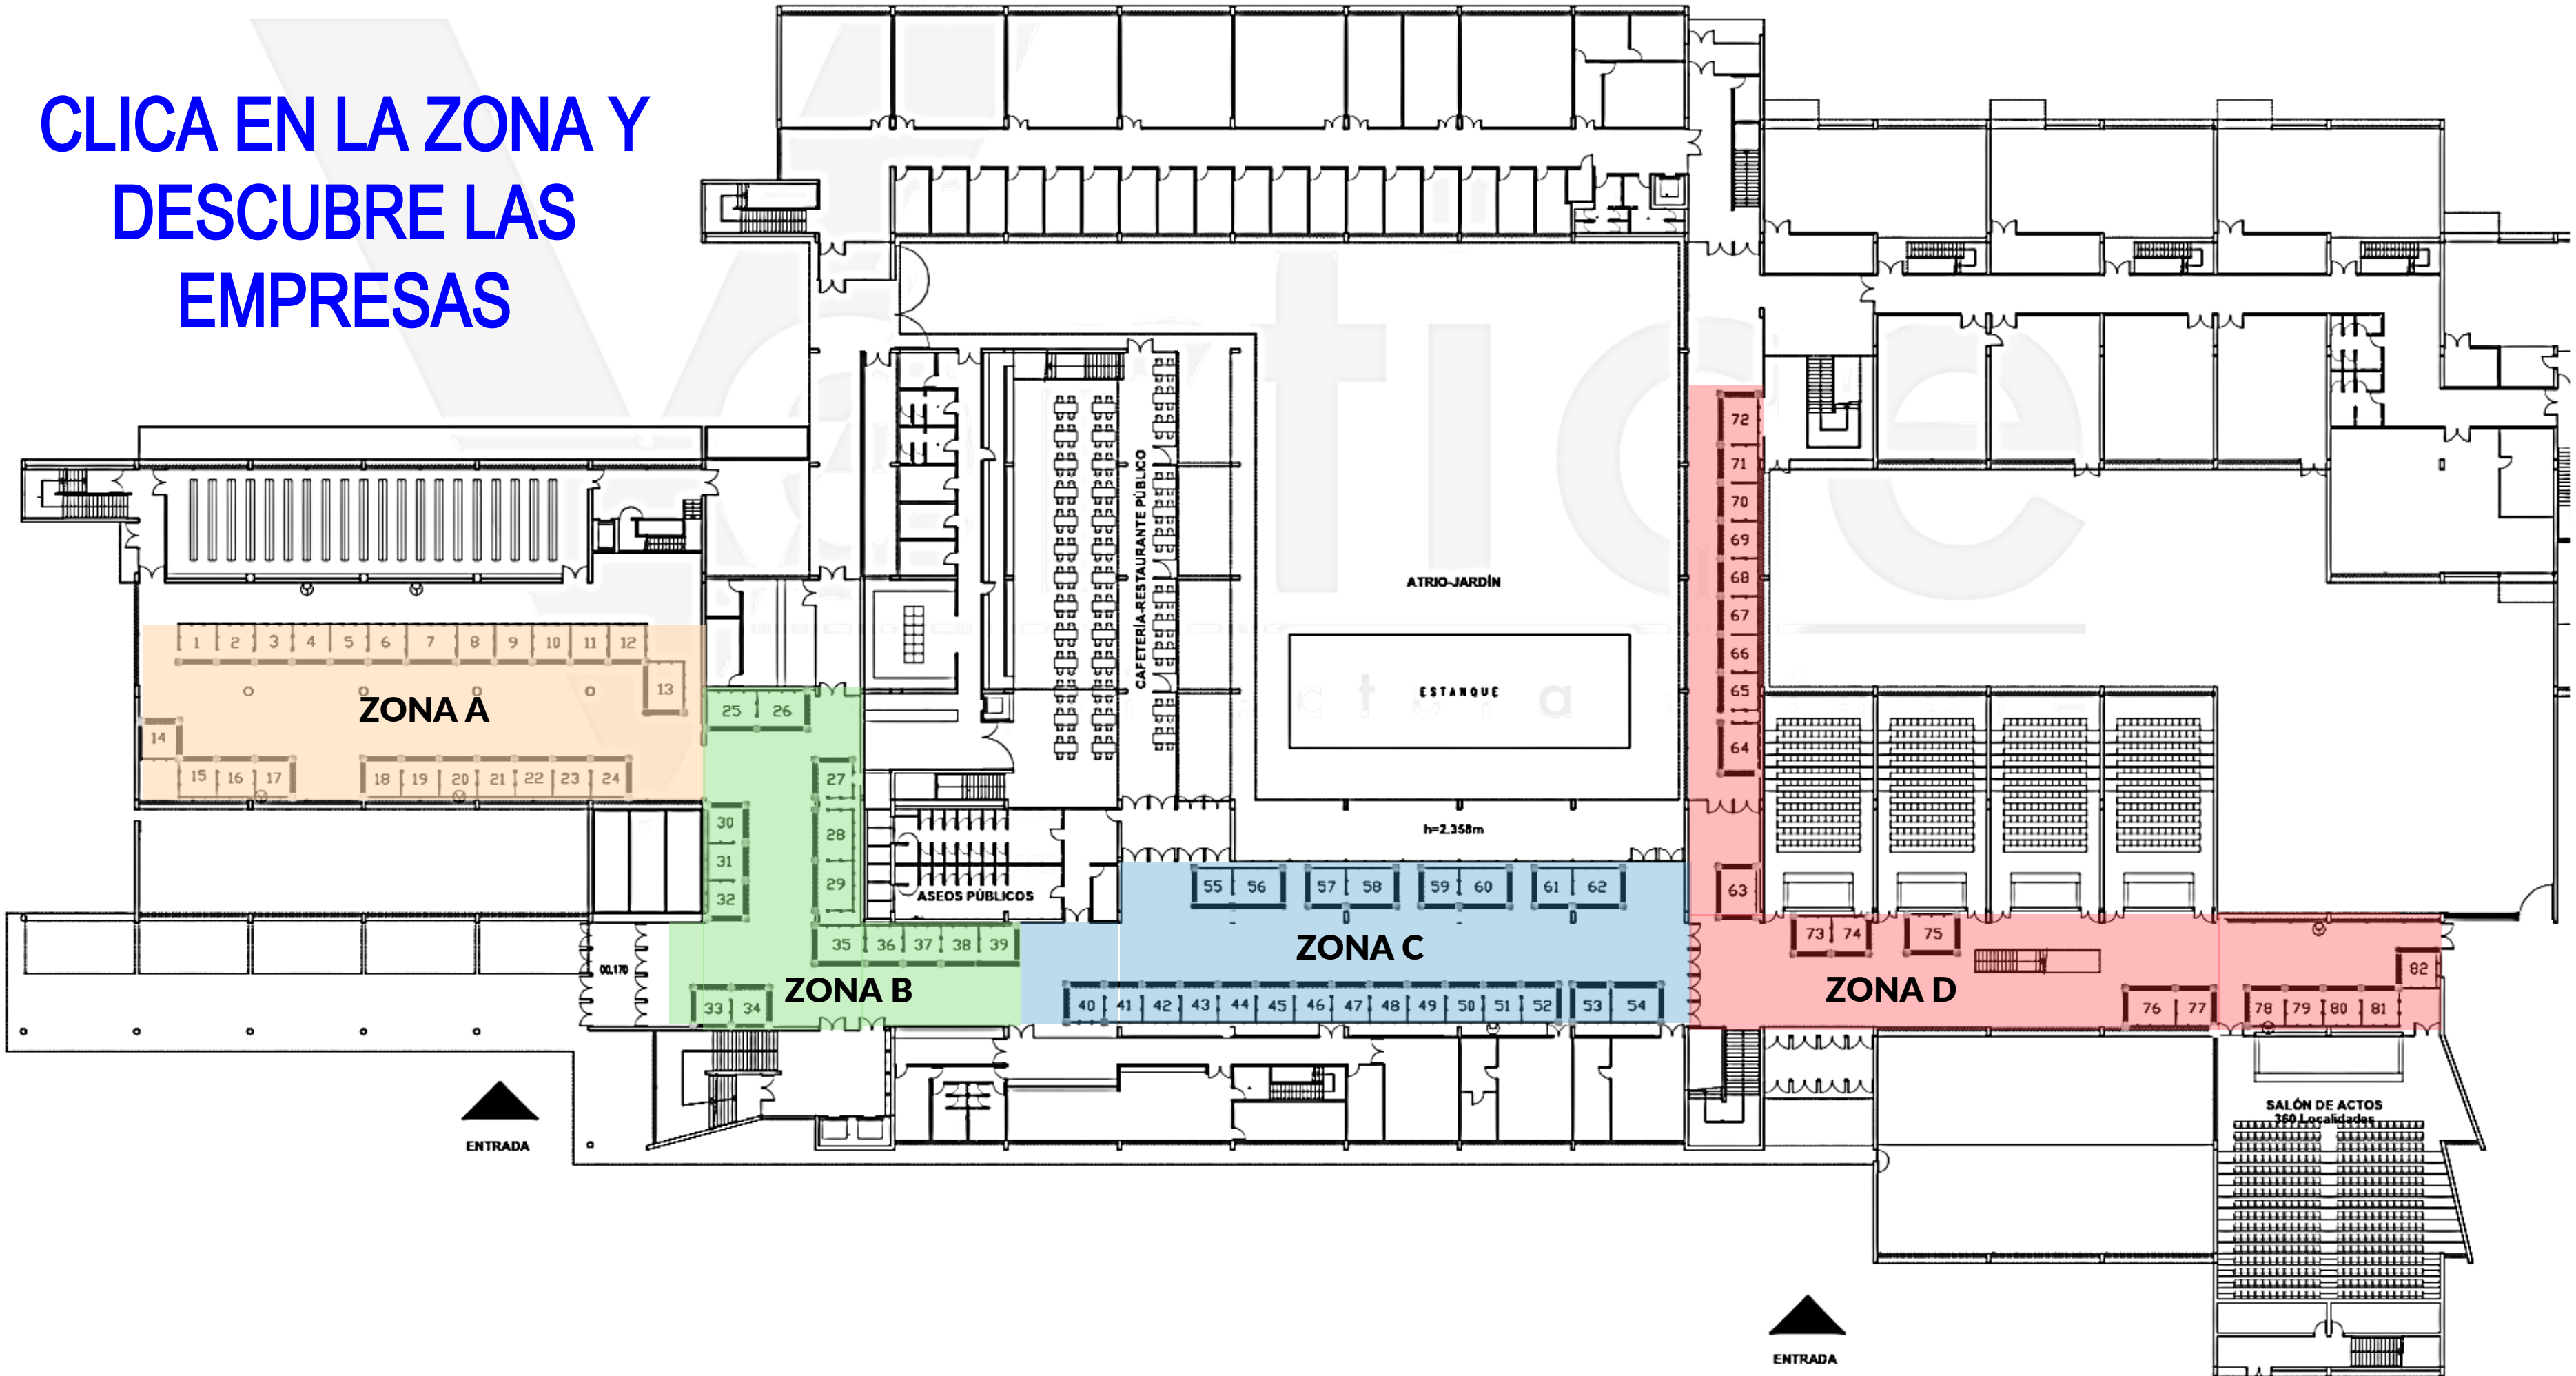 CLICA EN LA ZONA Y
DESCUBRE LAS
EMPRESAS
CAFETERÍA-RESTAURANTE PÚBLICO
ATRIO-JARDÍN
ESTANQUE
h=2.358m
1 2 3 4 5 6 7 8 9 10 11 12
13
ZONA A
14
15 16 17 18 19 20 21 22 23 24
25 26
27
28
29
30
31
32
ASEOS PÚBLICOS
35 36 37 38 39
00.170
33 34
ZONA B
55 56 57 58 59 60 61 62
ZONA C
40 41 42 43 44 45 46 47 48 49 50 51 52 53 54
72
71
70
69
68
67
66
65
64
63
73 74 75
ZONA D
82
76 77 78 79 80 81
SALÓN DE ACTOS
360 Localidades
ENTRADA
ENTRADA